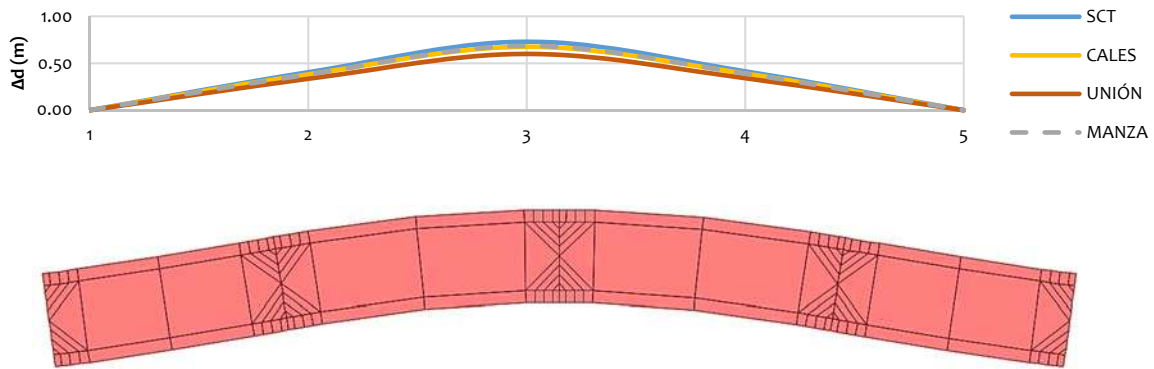 1.00
0.50
0.00
Δd (m)
1
2
3
4
5
SCT
CALES
UNIÓN
MANZA